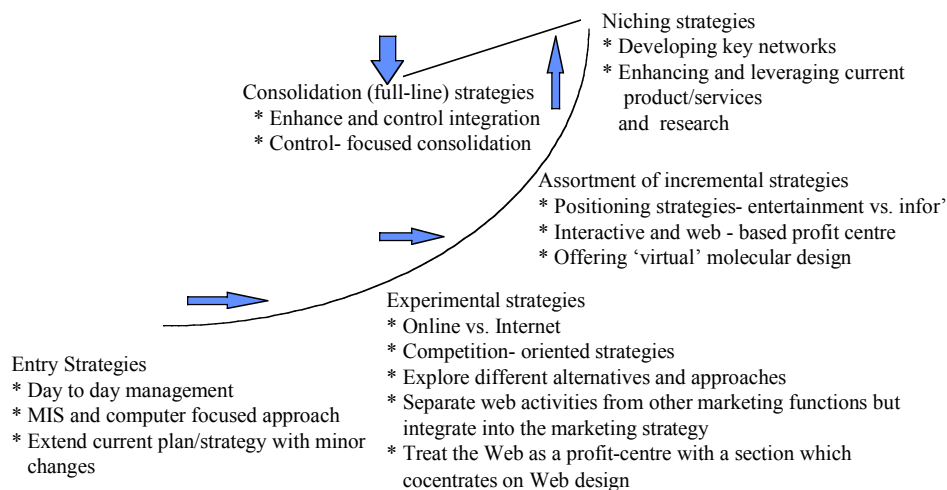 Niching strategies
* Developing key networks
* Enhancing and leveraging current
product/services
and research
Consolidation (full-line) strategies
* Enhance and control integration
* Control- focused consolidation
Assortment of incremental strategies
* Positioning strategies- entertainment vs. infor’
* Interactive and web - based profit centre
* Offering ‘virtual’ molecular design
Experimental strategies
* Online vs. Internet
* Competition- oriented strategies
* Explore different alternatives and approaches
* Separate web activities from other marketing functions but
integrate into the marketing strategy
* Treat the Web as a profit-centre with a section which
cocentrates on Web design
Entry Strategies
* Day to day management
* MIS and computer focused approach
* Extend current plan/strategy with minor
changes